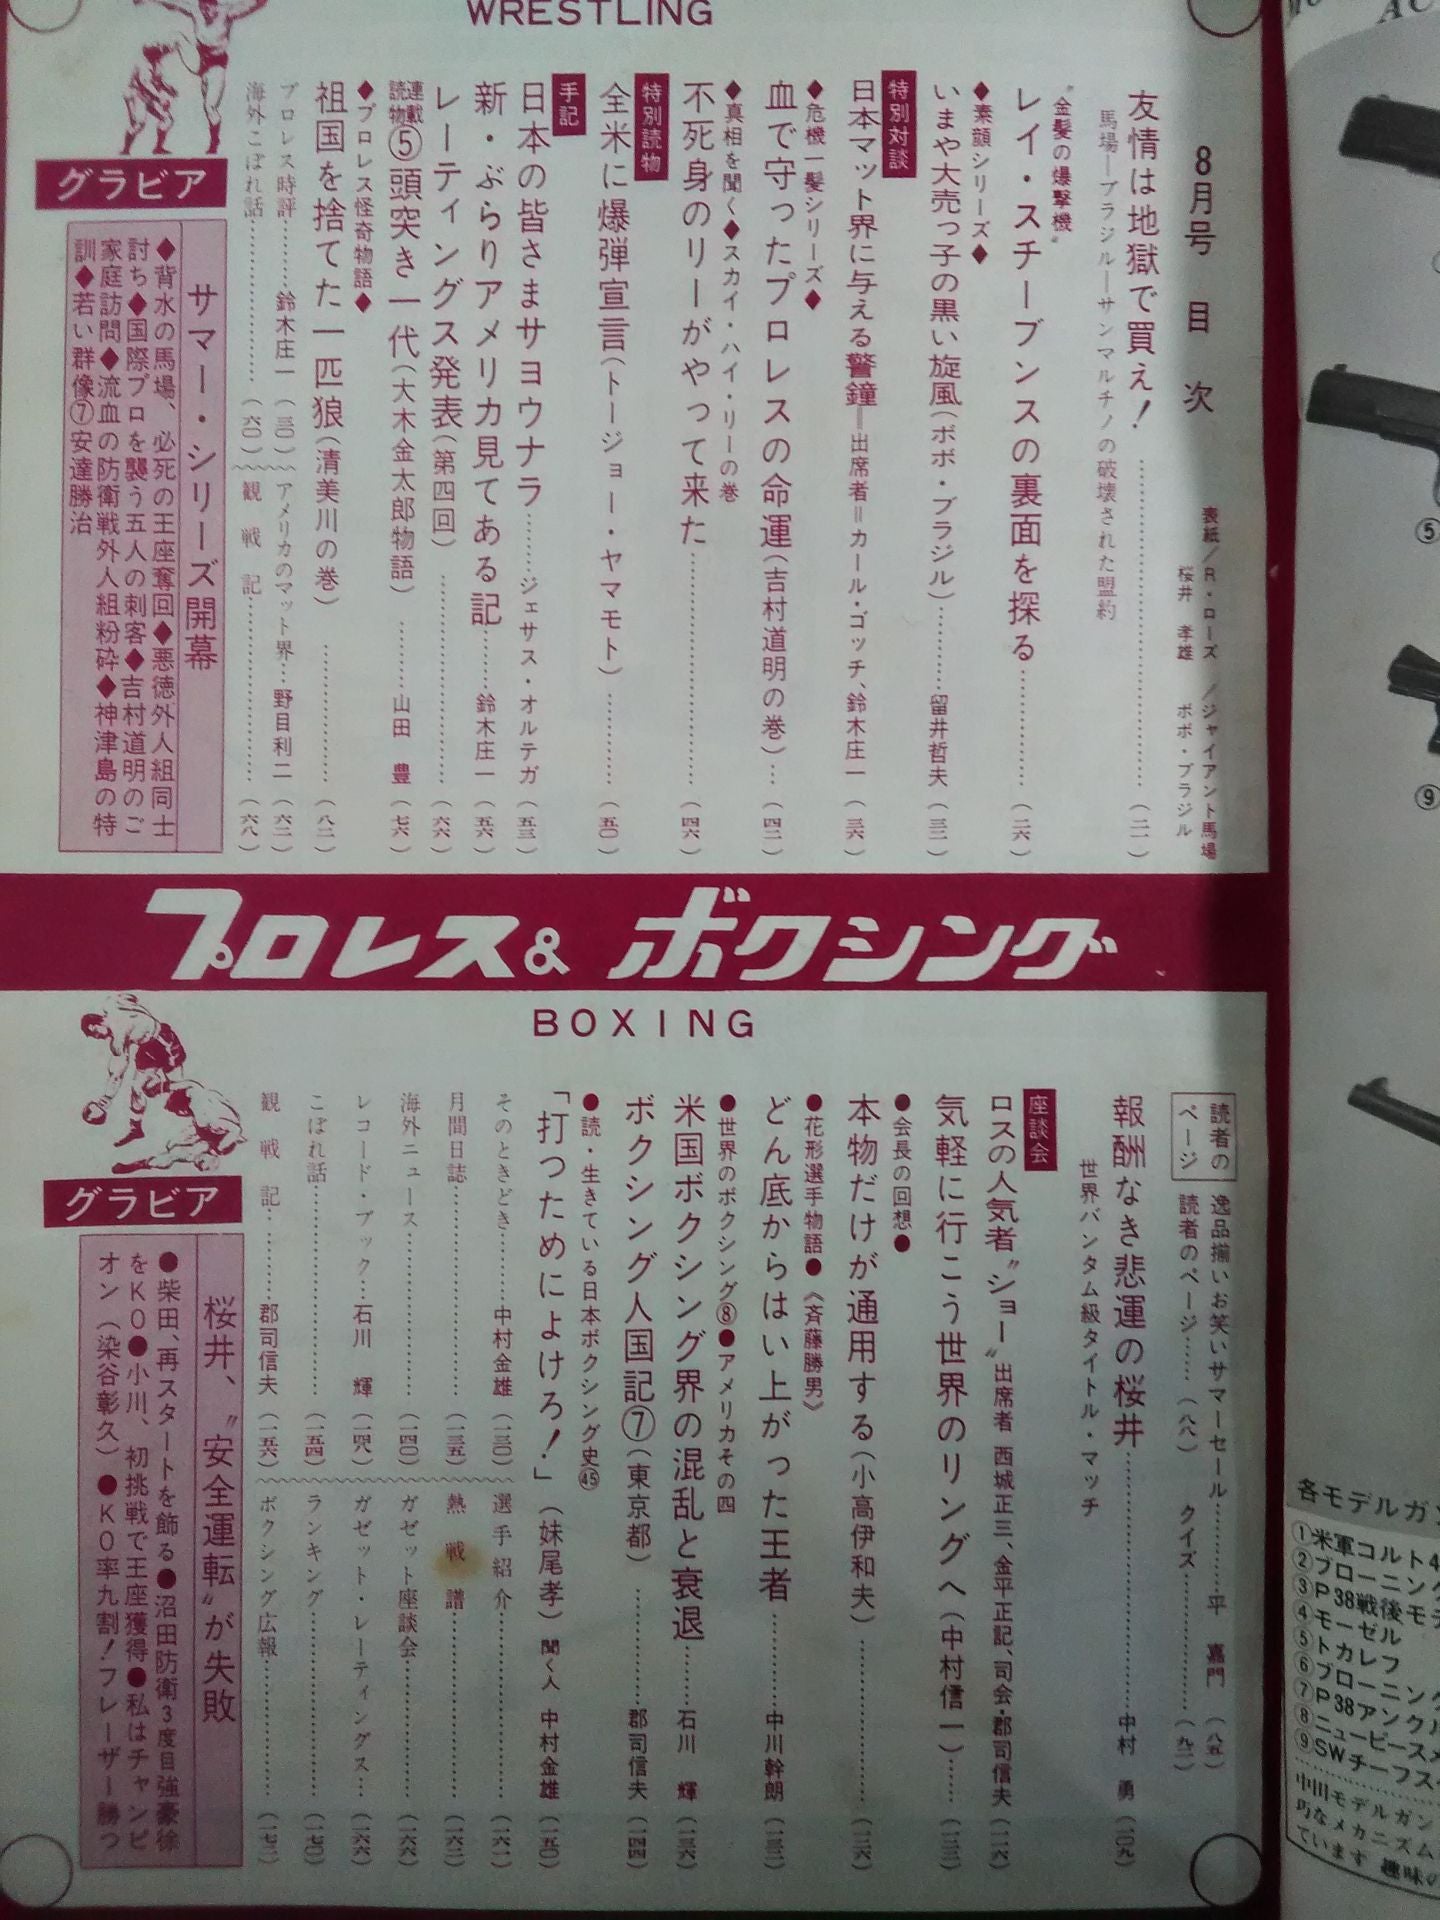 WRESTLING
8月号 目次
表紙/R・ローズ /ジャイアント馬場
桜井 孝雄 ボボ・ブラジル
友情は地獄で買え!………(二一)
馬場―ブラジル―サンマルチノの破壊された盟約
〝金髪の爆撃機〟
レイ・スチーブンスの裏面を探る………(二六)
◆素顔シリーズ◆
いまや大売っ子の黒い旋風(ボボ・ブラジル)………留井哲夫(三二)
特別対談
日本マット界に与える警鐘=出席者=カール・ゴッチ、鈴木庄一(三六)
◆危機一髪シリーズ◆
血で守ったプロレスの命運(吉村道明の巻)…(四二)
◆真相を聞く◆スカイ・ハイ・リーの巻
不死身のリーがやって来た………(四六)
特別読物
全米に爆弾宣言(トージョー・ヤマモト)………(五〇)
手記
日本の皆さまサヨウナラ……ジェサス・オルテガ(五三)
新・ぶらりアメリカ見てある記……鈴木庄一(五六)
レーティングス発表(第四回)………(六六)
連載読物⑤頭突き一代(大木金太郎物語)……山田 豊(七六)
◆プロレス怪奇物語◆
祖国を捨てた一匹狼(清美川の巻)………(八二)
プロレス時評………鈴木庄一(三〇)
アメリカのマット界…野目利二(六二)
海外こぼれ話………(六〇)
観戦記………(六八)
グラビア
サマー・シリーズ開幕
◆背水の馬場、必死の王座奪回◆悪徳外人組同士
討ち◆国際プロを襲う五人の刺客◆吉村道明のご
家庭訪問◆流血の防衛戦外人組粉砕◆神津島の特
訓◆若い群像⑦安達勝治
プロレス&ボクシング
BOXING
読者のページ
逸品揃いお笑いサマーセール………平 嘉門(八五)
読者のページ……(八八) クイズ………(九二)
報酬なき悲運の桜井………中村 勇(一〇九)
世界バンタム級タイトル・マッチ
座談会
ロスの人気者〝ショー〟出席者 西城正三、金平正記、司会・郡司信夫(一一六)
気軽に行こう世界のリングへ(中村信一)……(一二三)
●会長の回想●
本物だけが通用する(小高伊和夫)………(一二六)
●花形選手物語●《斉藤勝男》
どん底からはい上がった王者………中川幹朗(一三二)
●世界のボクシング⑧●アメリカその四
米国ボクシング界の混乱と衰退……石川 輝(一三六)
ボクシング人国記⑦(東京都)………郡司信夫(一四四)
●読・生きている日本ボクシング史㊺
「打つためによけろ!」(妹尾孝)聞く人 中村金雄(一五〇)
そのときどき………中村金雄(一三〇)
選手紹介………(一六一)
月間日誌………(一三五)
熱戦譜………(一六二)
海外ニュース………(一四〇)
ガゼット座談会………(一六六)
レコード・ブック…石川 輝(一四八)
ガゼット・レーティングス…(一六六)
こぼれ話………(一五四)
ランキング………(一七〇)
観戦記………郡司信夫(一五六)
ボクシング広報………(一七二)
グラビア
桜井、〝安全運転〟が失敗
●柴田、再スタートを飾る●沼田防衛3度目強豪徐
をKO●小川、初挑戦で王座獲得●私はチャンピ
オン(染谷彰久)●KO率九割!フレーザー勝つ
⑤
⑨
各モデルガン
①米軍コルト4
②ブローニング
③P38戦後モデ
④モーゼル
⑤トカレフ
⑥ブローニング
⑦P38アンクル
⑧ニューピースメ
⑨SWチーフスペ
中田モデルガン
巧なメカニズム
ています 趣味の